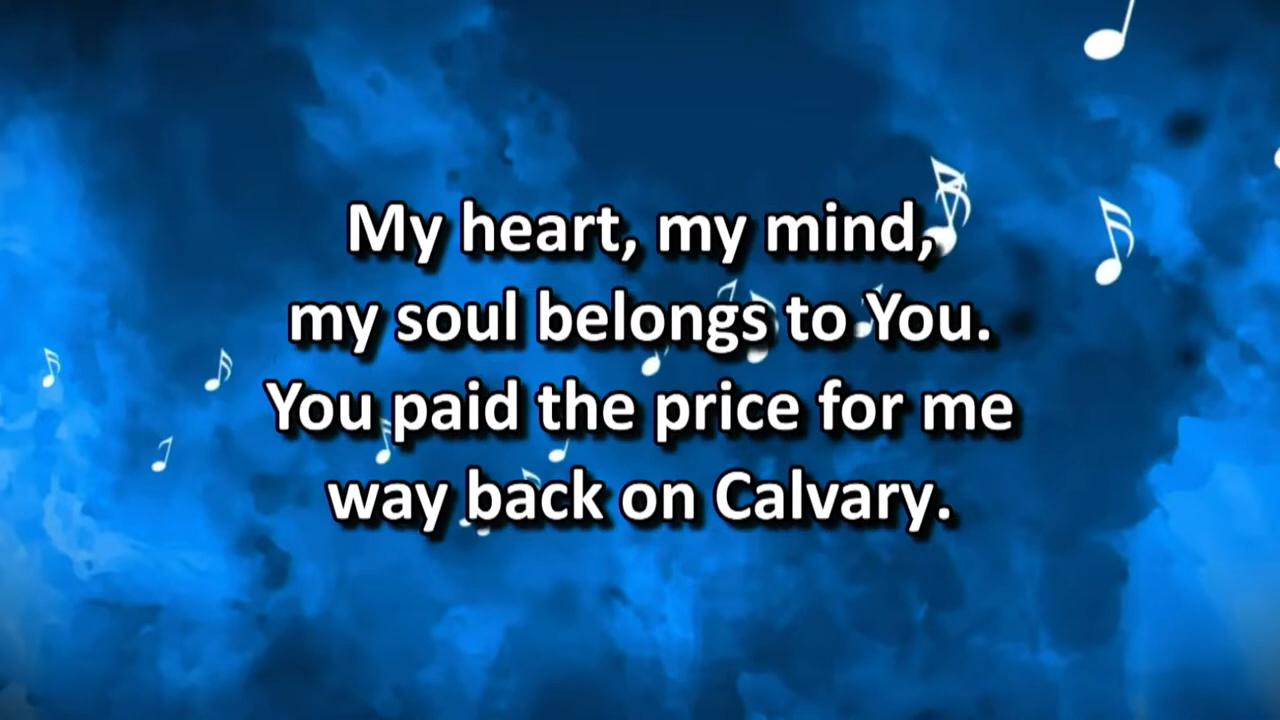 My heart, my mind,
my soul belongs to You.
You paid the price for me
way back on Calvary.